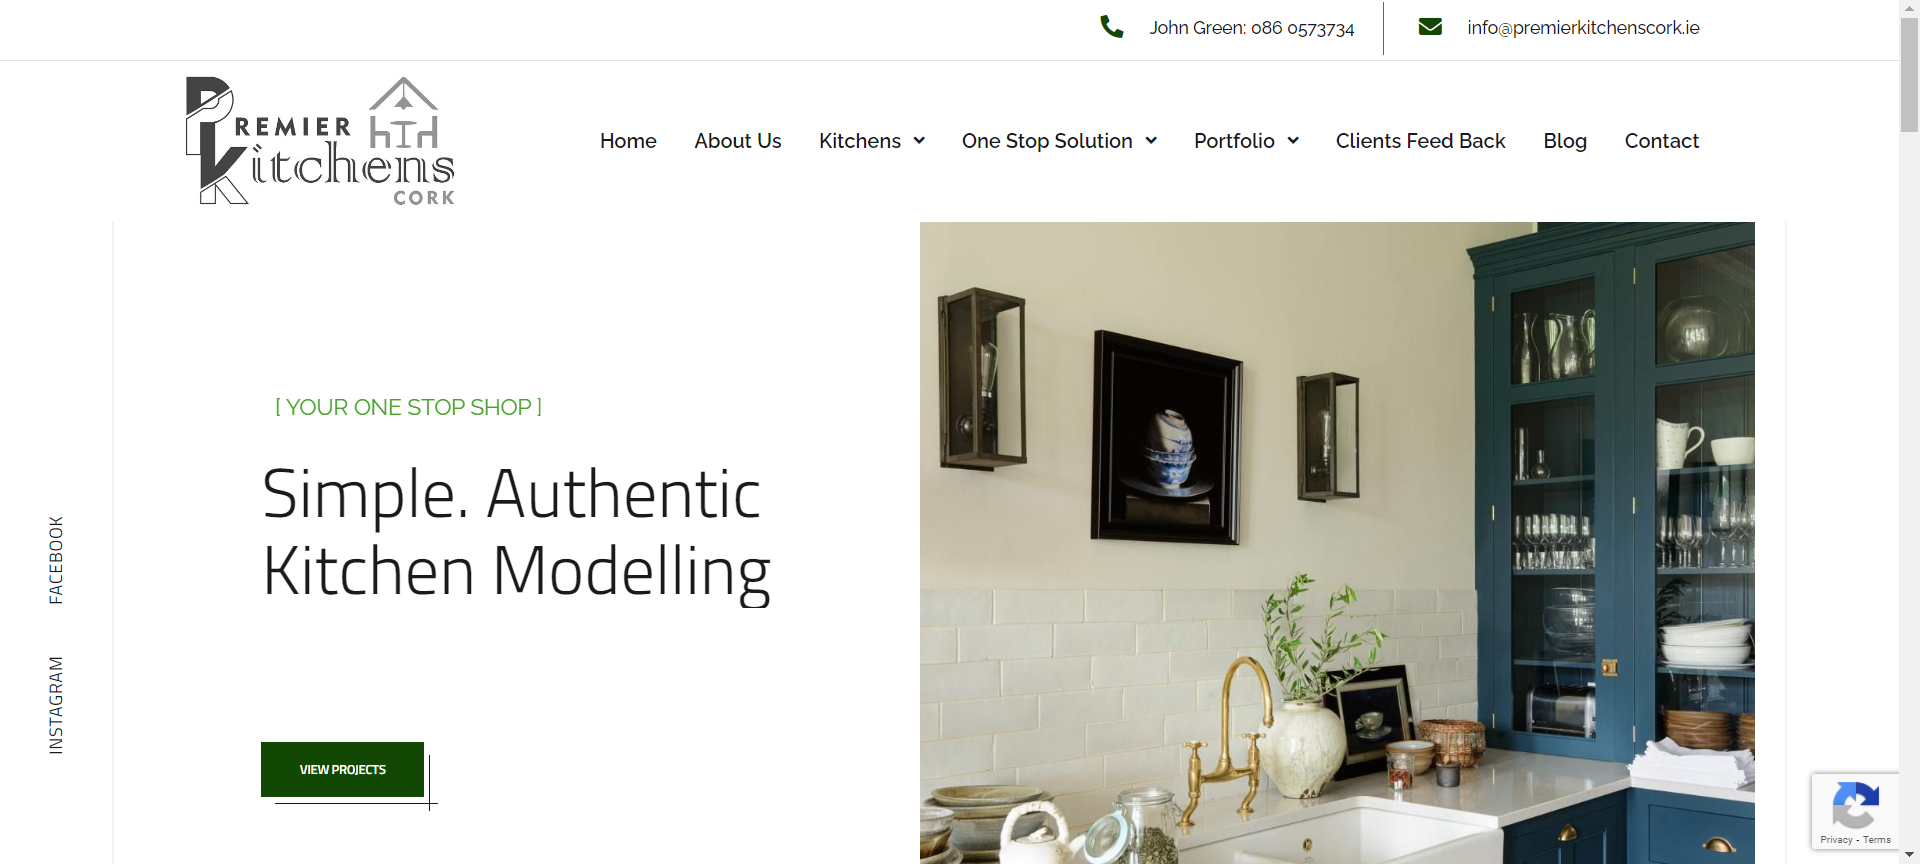 John Green: 086 0573734
info@premierkitchenscork.ie
PREMIER
Kitchens
CORK
Home About Us Kitchens One Stop Solution Portfolio Clients Feed Back Blog Contact
[ YOUR ONE STOP SHOP ]
Simple. Authentic
Kitchen Modelling
FACEBOOK
INSTAGRAM
VIEW PROJECTS
Privacy - Terms